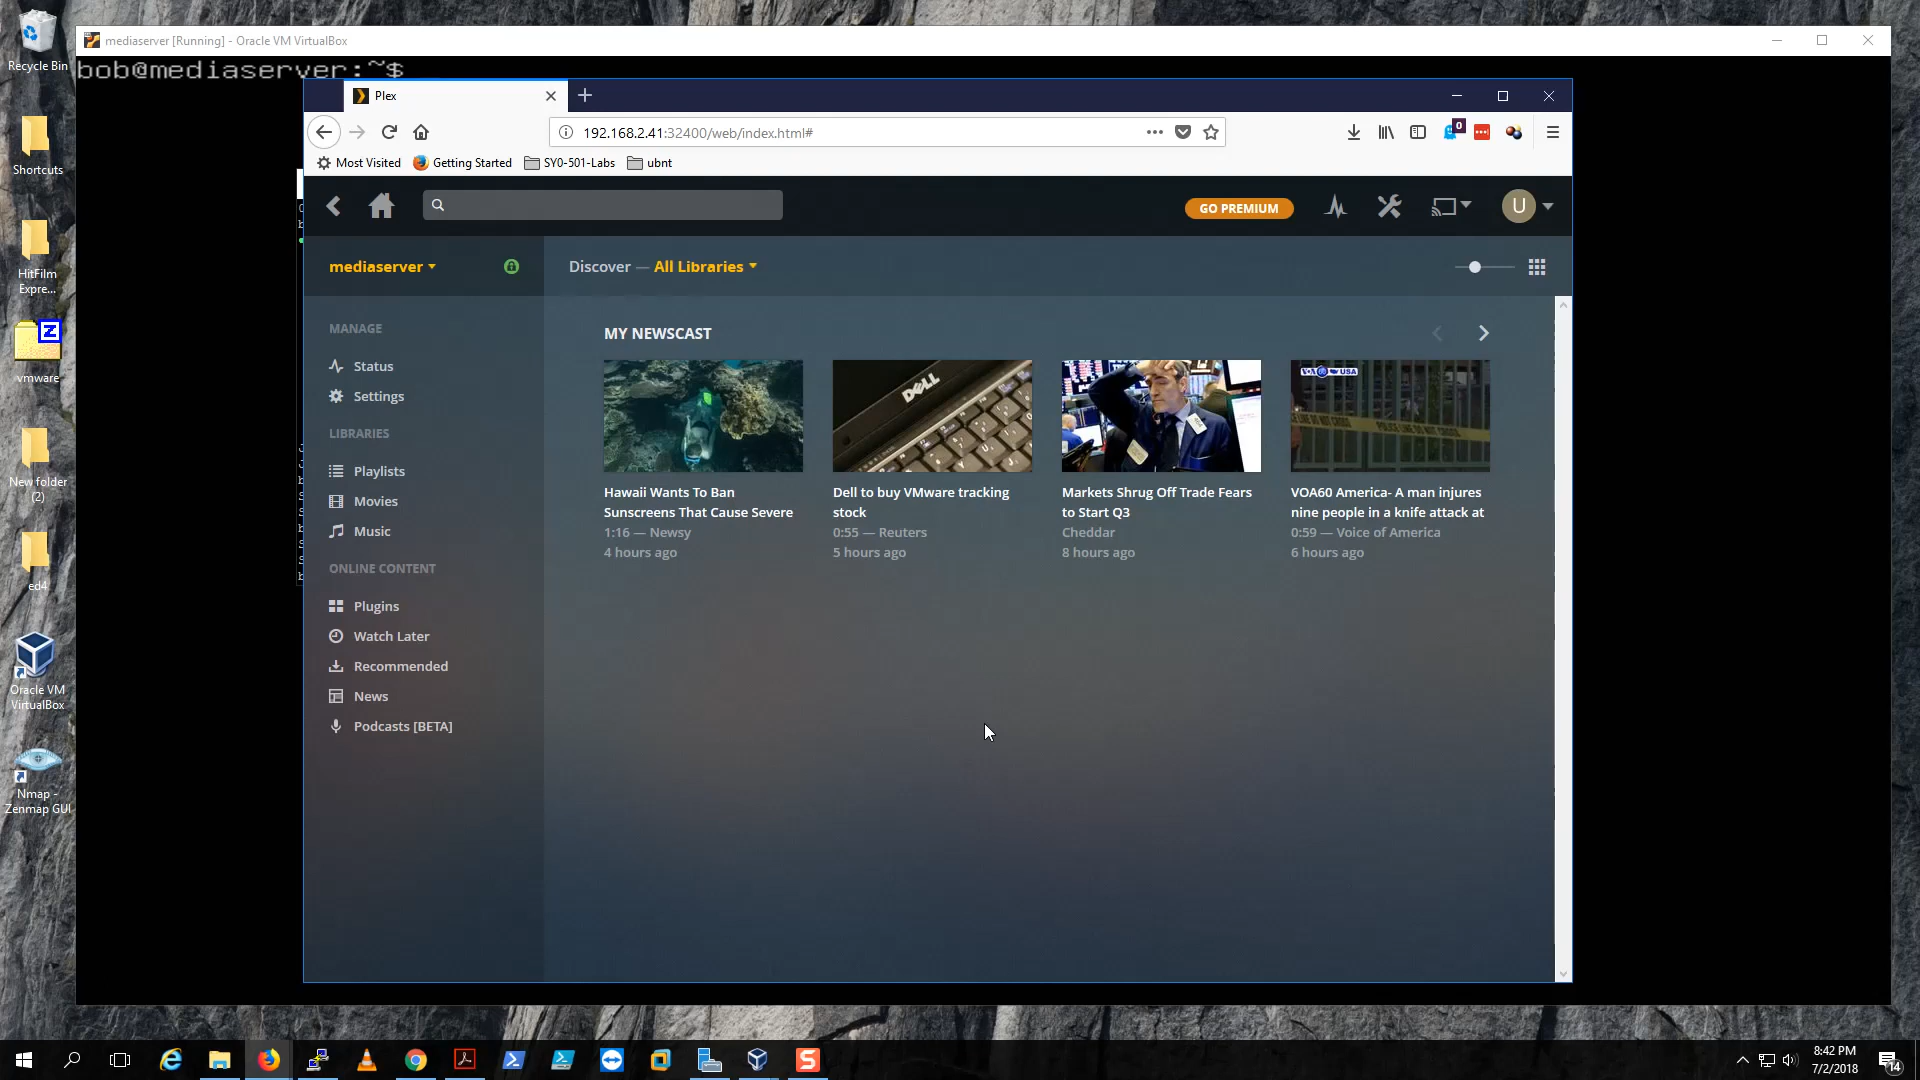 Recycle Bin
Shortcuts
HitFilm
Expre...
vmware
New folder
(2)
ed4
Oracle VM
VirtualBox
Nmap -
Zenmap GUI
mediaserver [Running] - Oracle VM VirtualBox
bob@mediaserver:~$
Plex
192.168.2.41:32400/web/index.html#
0
Most Visited
Getting Started
SY0-501-Labs
ubnt
GO PREMIUM
U
mediaserver
Discover — All Libraries
MANAGE
Status
Settings
LIBRARIES
Playlists
Movies
Music
ONLINE CONTENT
Plugins
Watch Later
Recommended
News
Podcasts [BETA]
MY NEWSCAST
DELL
Hawaii Wants To Ban
Sunscreens That Cause Severe
1:16 — Newsy
4 hours ago
Dell to buy VMware tracking
stock
0:55 — Reuters
5 hours ago
Markets Shrug Off Trade Fears
to Start Q3
Cheddar
8 hours ago
VOA60 America- A man injures
nine people in a knife attack at
0:59 — Voice of America
6 hours ago
8:42 PM
7/2/2018
14